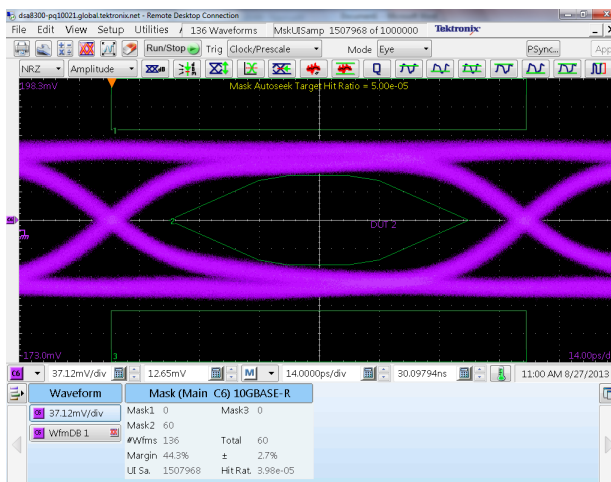 dsa8300-pq10021.global.tektronix.net - Remote Desktop Connection
File Edit View Setup Utilities 136 Waveforms MskUISamp 1507968 of 1000000 Tektronix
Run/Stop Trig Clock/Prescale Mode Eye PSync... App
NRZ Amplitude Q
198.3mV Mask Autoseek Target Hit Ratio = 5.00e-05
1
C6 2 DUT 2
3
-173.0mV 14.00ps/d
C6 37.12mV/div 12.65mV M 14.0000ps/div 30.09794ns 11:00 AM 8/27/2013
Waveform Mask (Main C6) 10GBASE-R
C6 37.12mV/div Mask1 0 Mask3 0
C6 WfmDB 1 Mask2 60
#Wfms 136 Total 60
Margin 44.3% ± 2.7%
UI Sa. 1507968 Hit Rat. 3.98e-05